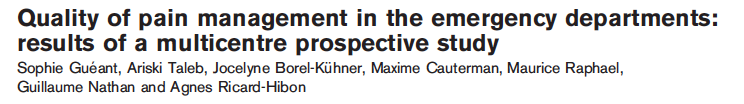 Quality of pain management in the emergency departments:
results of a multicentre prospective study
Sophie Guéant, Ariski Taleb, Jocelyne Borel-Kühner, Maxime Cauterman, Maurice Raphael,
Guillaume Nathan and Agnes Ricard-Hibon